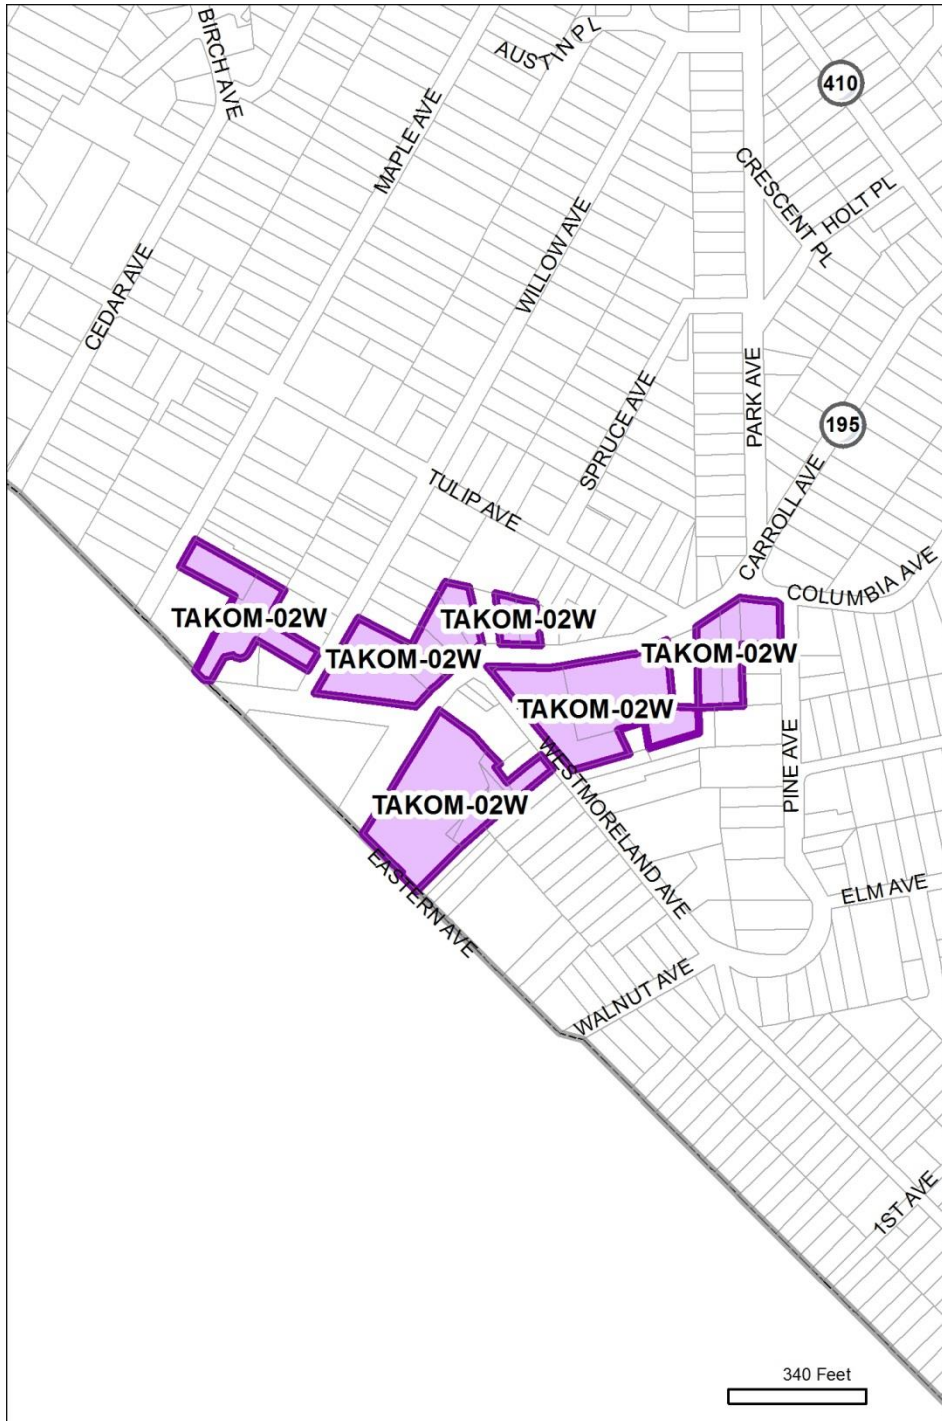 BIRCH AVE
AUSTIN PL
410
MAPLE AVE
CRESCENT PL
HOLT PL
WILLOW AVE
CEDAR AVE
PARK AVE
SPRUCE AVE
195
TULIP AVE
CARROLL AVE
COLUMBIA AVE
TAKOM-02W
TAKOM-02W
TAKOM-02W
TAKOM-02W
TAKOM-02W
WESTMORELAND AVE
PINE AVE
TAKOM-02W
EASTERN AVE
ELM AVE
WALNUT AVE
1ST AVE
340 Feet